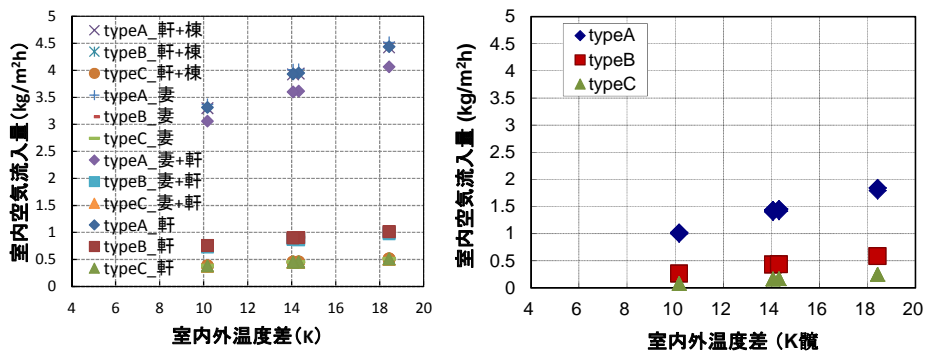 室内空気流入量(kg/m²h)
5
4.5
4
3.5
3
2.5
2
1.5
1
0.5
0
typeA_軒+棟
typeB_軒+棟
typeC_軒+棟
typeA_妻
typeB_妻
typeC_妻
typeA_妻+軒
typeB_妻+軒
typeC_妻+軒
typeA_軒
typeB_軒
typeC_軒
4 6 8 10 12 14 16 18 20
室内外温度差(K)
室内空気流入量 (kg/m²h)
5
4
3
2
1
0.5
0
typeA
typeB
typeC
4 6 8 10 12 14 16 18 20
室内外温度差 (K髖